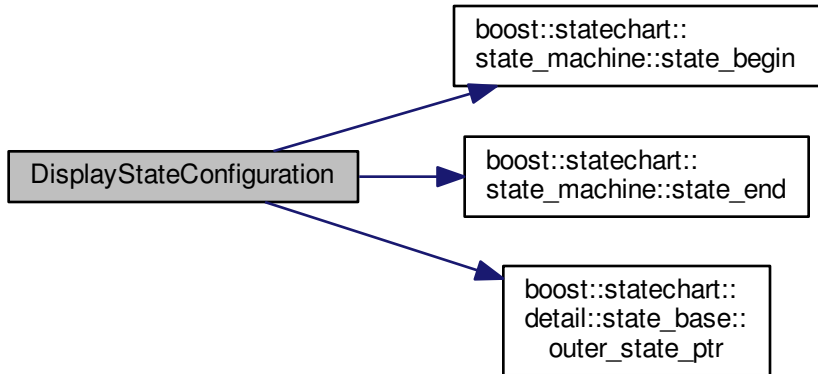 boost::statechart::
state_machine::state_begin
DisplayStateConfiguration
boost::statechart::
state_machine::state_end
boost::statechart::
detail::state_base::
outer_state_ptr